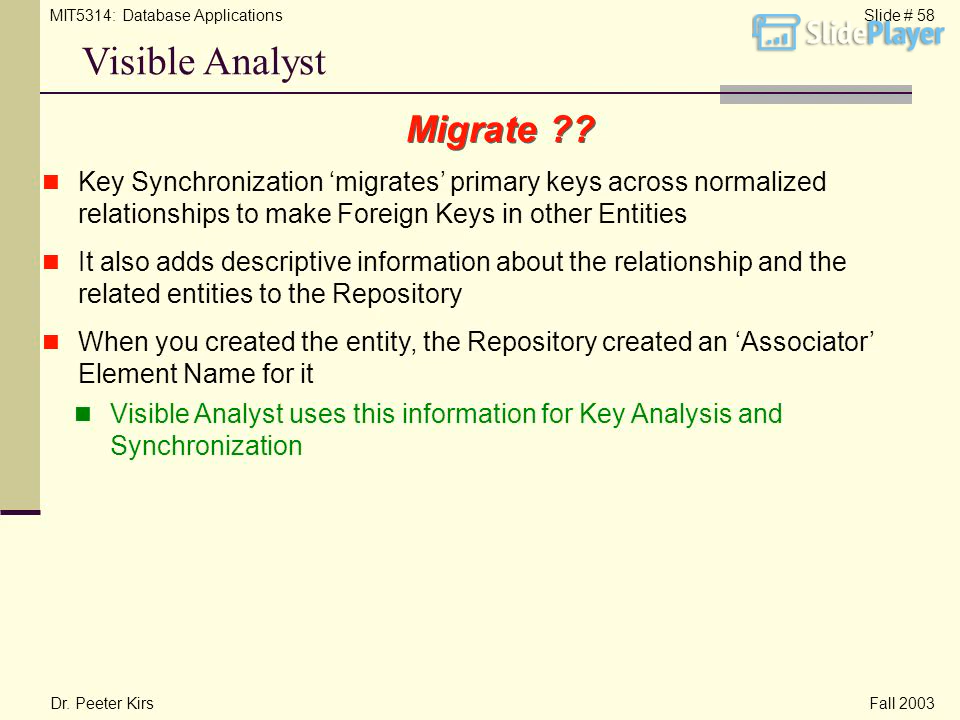 MIT5314: Database Applications
Slide # 58
SlidePlayer
Visible Analyst
Migrate ??
Key Synchronization ‘migrates’ primary keys across normalized
relationships to make Foreign Keys in other Entities
It also adds descriptive information about the relationship and the
related entities to the Repository
When you created the entity, the Repository created an ‘Associator’
Element Name for it
Visible Analyst uses this information for Key Analysis and
Synchronization
Dr. Peeter Kirs
Fall 2003